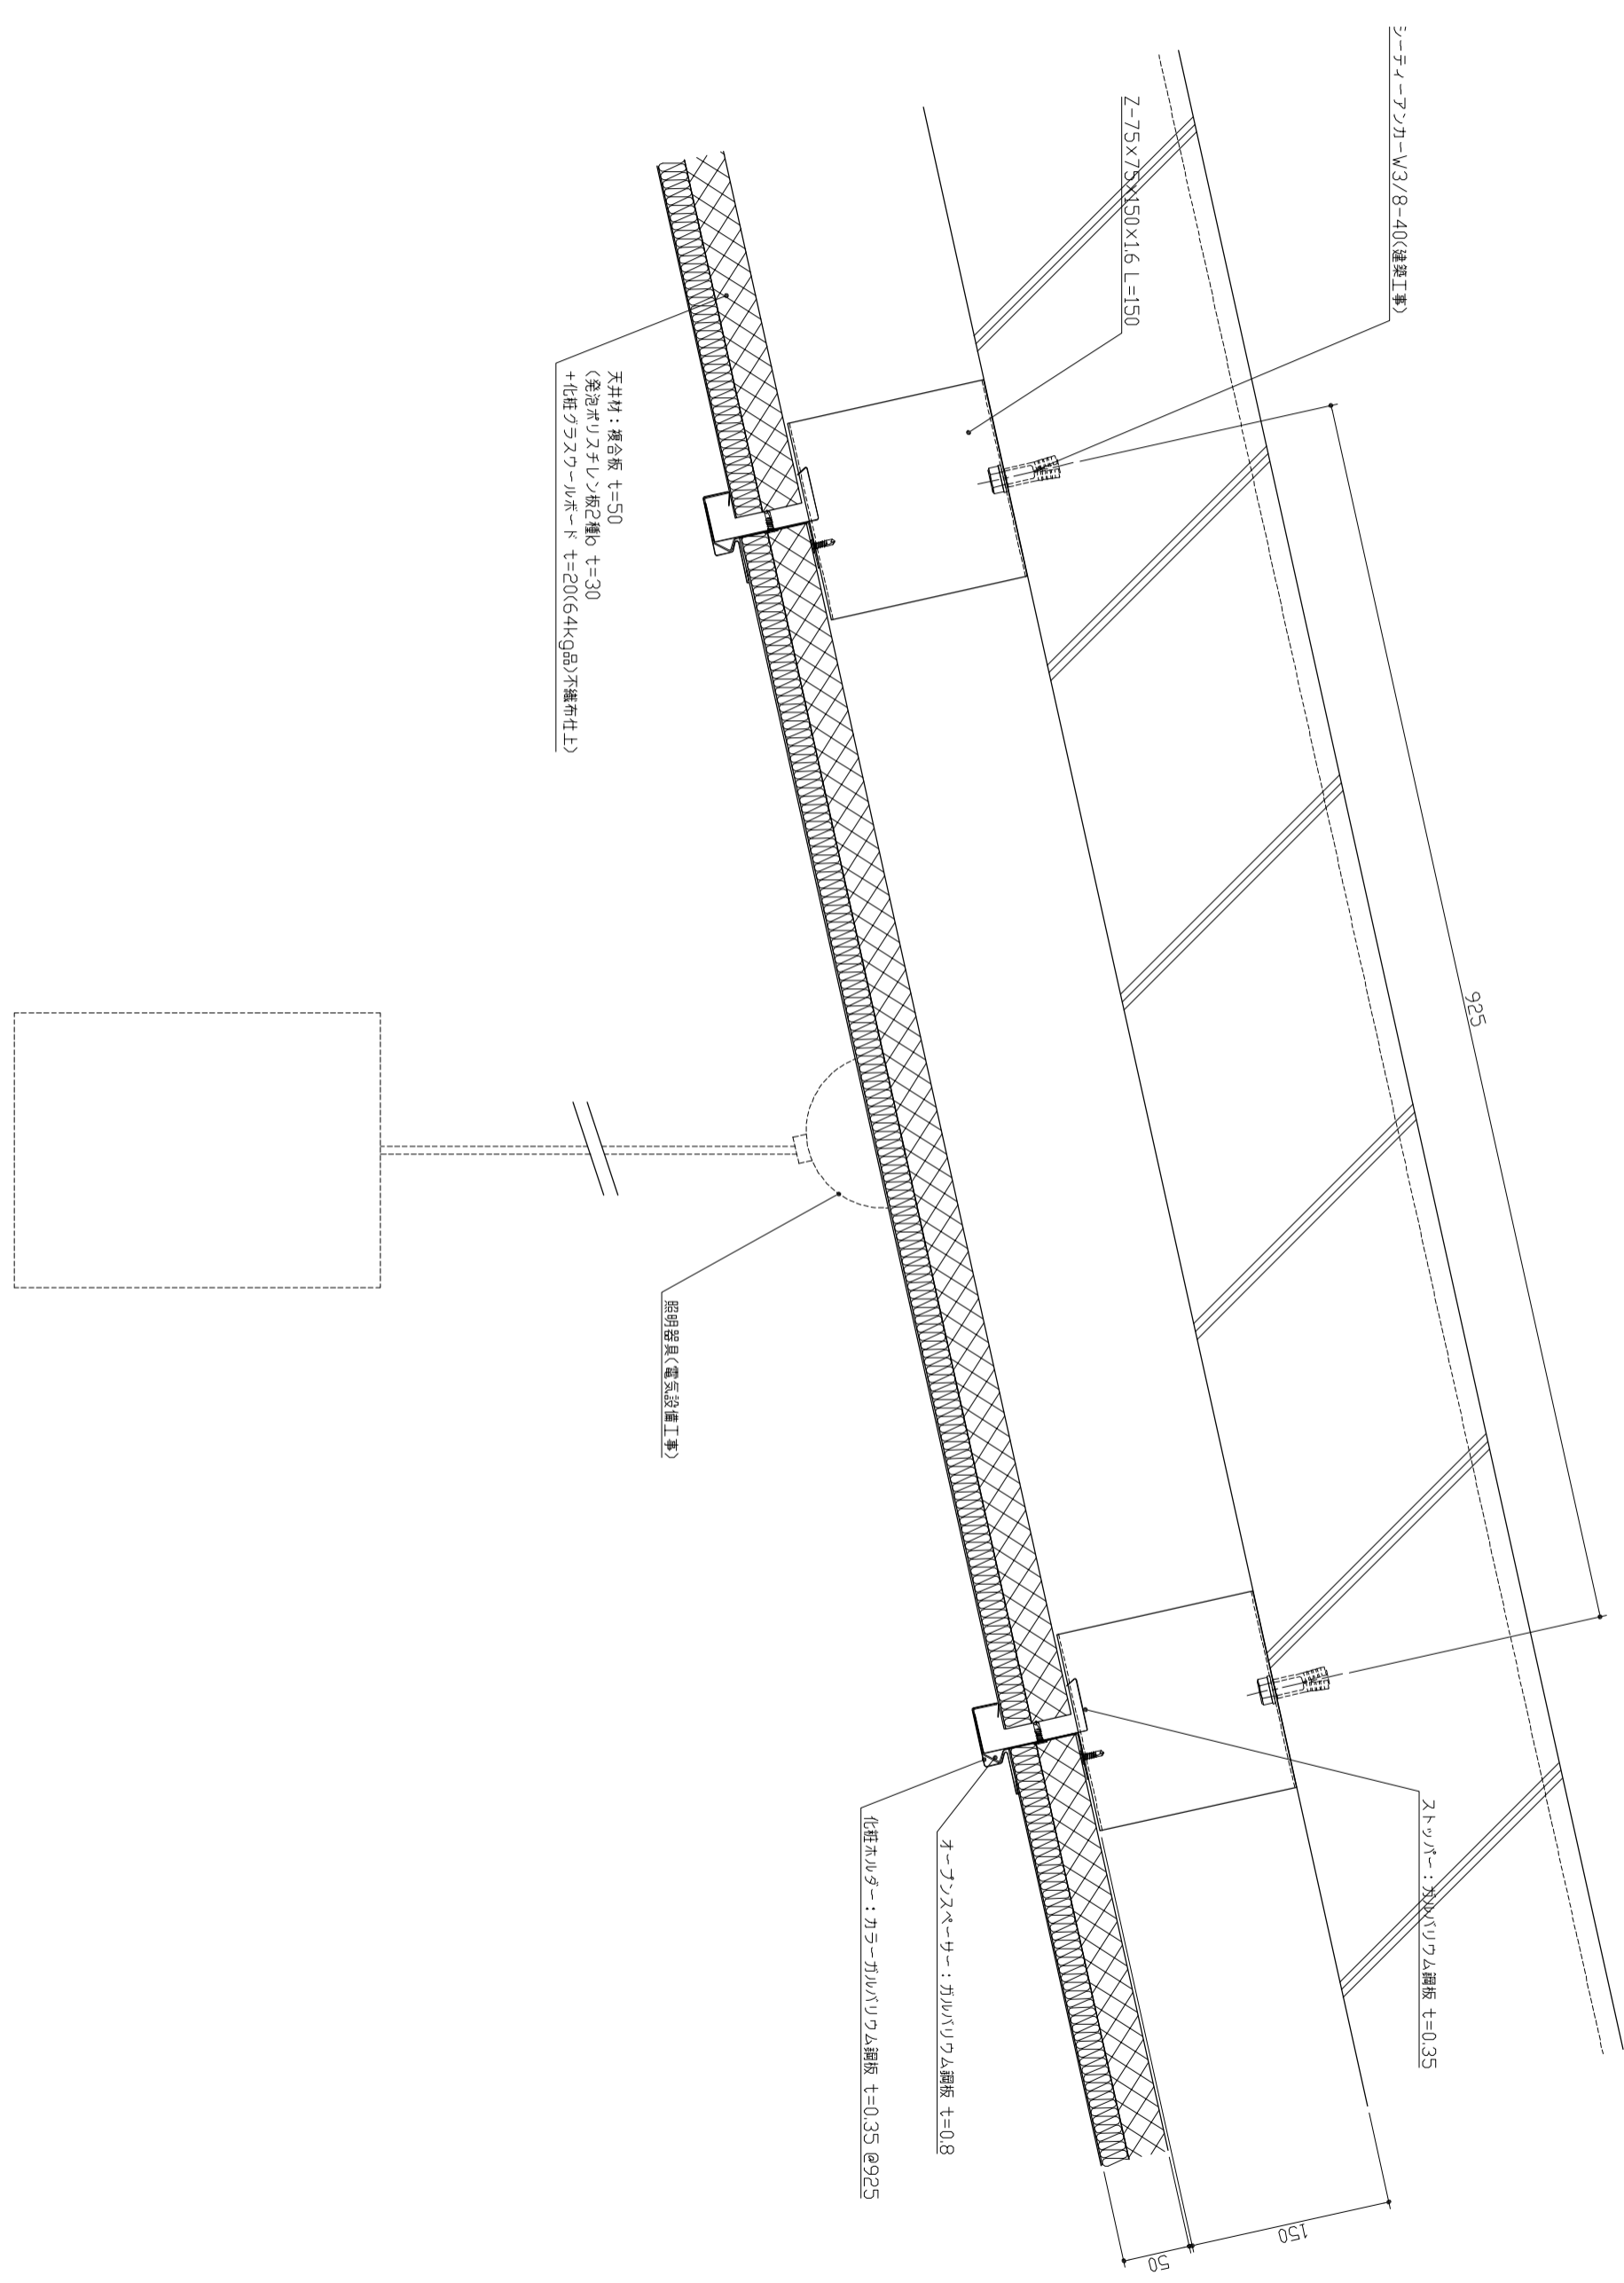 シーティーアンカーW3/8-40(建築工事)
Z-75x75x150x1.6 L=150
925
天井材：複合板 t=50
(発泡ポリスチレン板2種b t=30
+化粧グラスウールボード t=20(64kg品)不織布仕上)
照明器具(電気設備工事)
ストッパー：ガルバリウム鋼板 t=0.35
オープンスペーサー：ガルバリウム鋼板 t=0.8
化粧ホルダー：カラーガルバリウム鋼板 t=0.35 @925
150
50